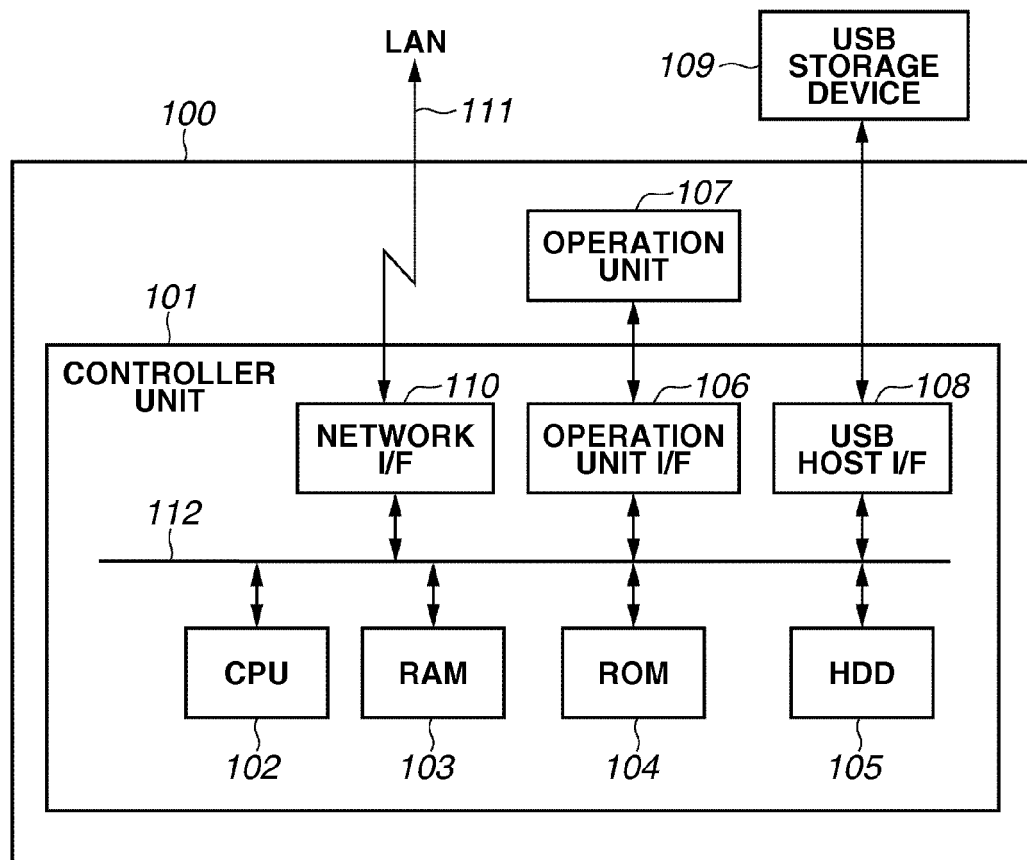 LAN
USB
STORAGE
DEVICE
109
111
100
107
OPERATION
UNIT
101
CONTROLLER
UNIT
110
106
108
NETWORK
I/F
OPERATION
UNIT I/F
USB
HOST I/F
112
CPU
RAM
ROM
HDD
102
103
104
105